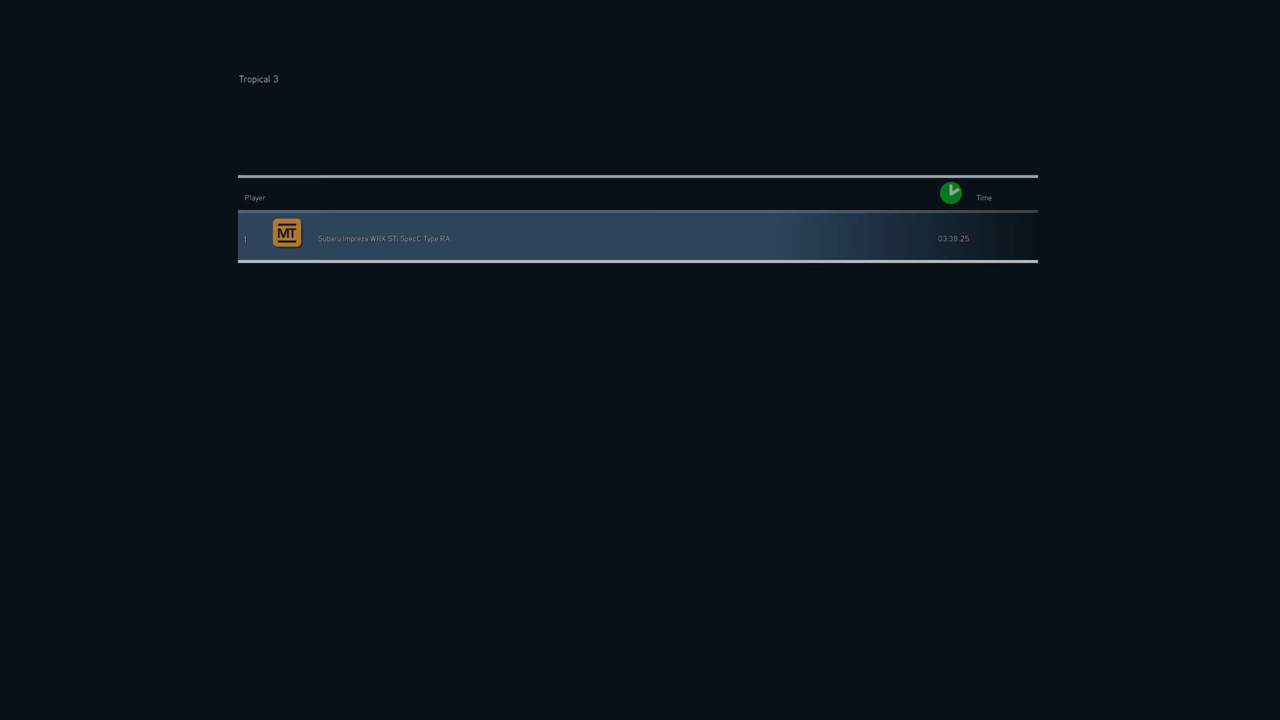 Tropical 3
Player Time
1 MT Subaru Impreza WRX STi SpecC Type RA 03.38.25